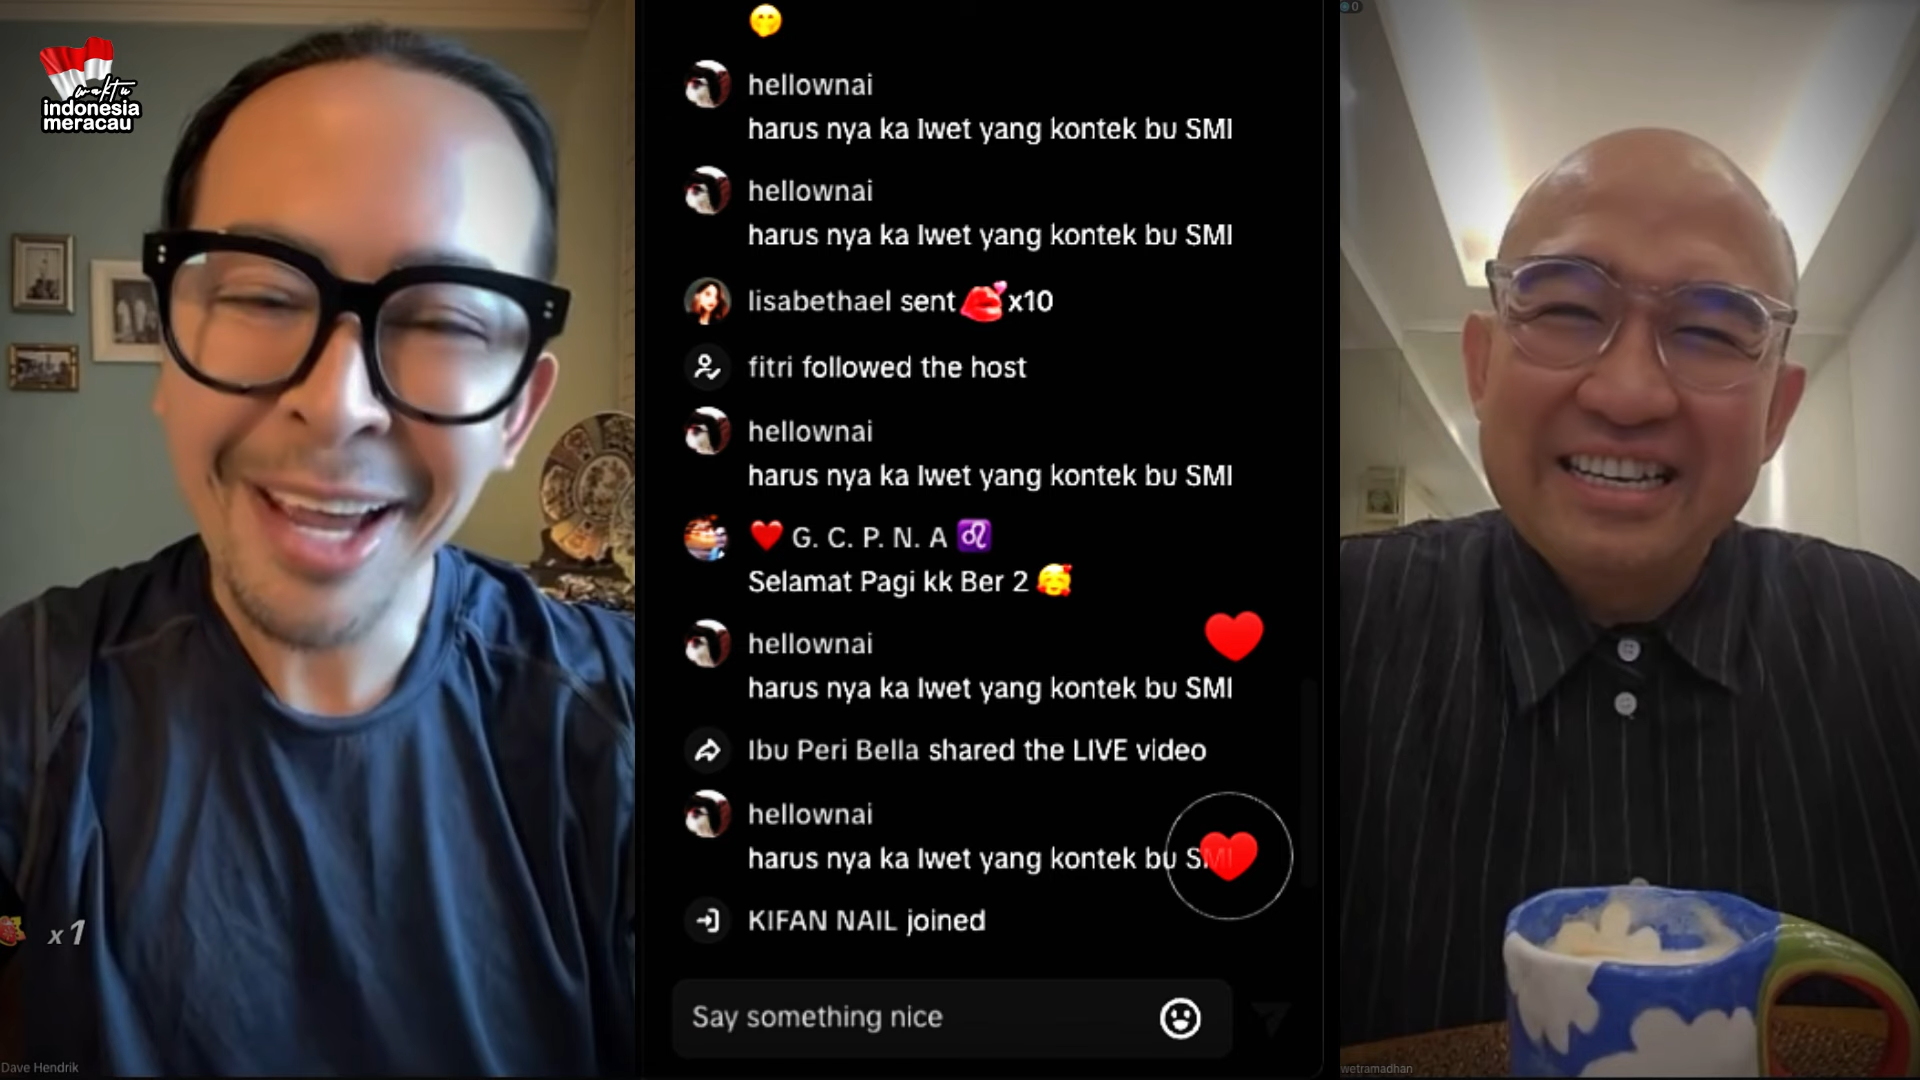 waktu
indonesia
meracau
x1
Dave Hendrik
hellownai
harus nya ka Iwet yang kontek bu SMI
hellownai
harus nya ka Iwet yang kontek bu SMI
lisabethael sent x10
fitri followed the host
hellownai
harus nya ka Iwet yang kontek bu SMI
G. C. P. N. A
Selamat Pagi kk Ber 2
hellownai
harus nya ka Iwet yang kontek bu SMI
Ibu Peri Bella shared the LIVE video
hellownai
harus nya ka Iwet yang kontek bu SMI
KIFAN NAIL joined
Say something nice
0
wetramadhan